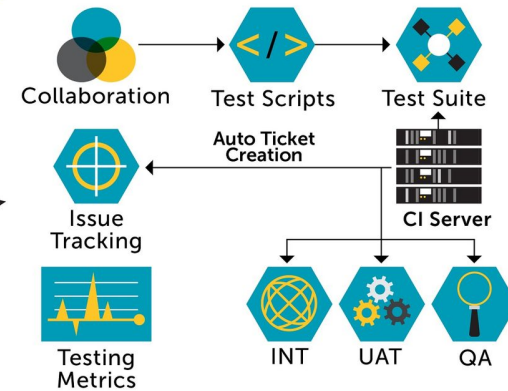 Collaboration
Test Scripts
Test Suite
Auto Ticket
Creation
CI Server
Issue
Tracking
INT
UAT
QA
Testing
Metrics